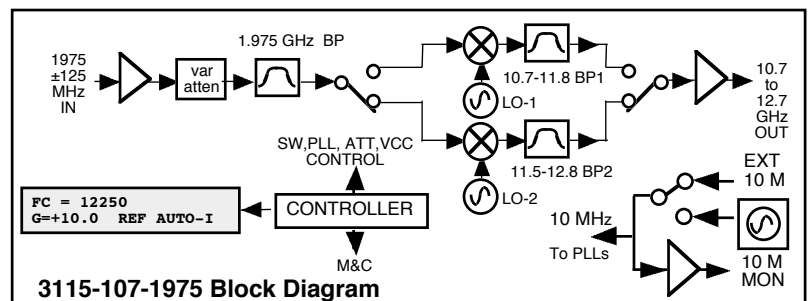 1975
±125
MHz
IN
var
atten
1.975 GHz BP
LO-1
10.7-11.8 BP1
LO-2
11.5-12.8 BP2
10.7
to
12.7
GHz
OUT
SW,PLL, ATT,VCC
CONTROL
FC = 12250
G=+10.0 REF AUTO-I
CONTROLLER
M&C
EXT
10 M
10 MHz
To PLLs
10 M
MON
3115-107-1975 Block Diagram